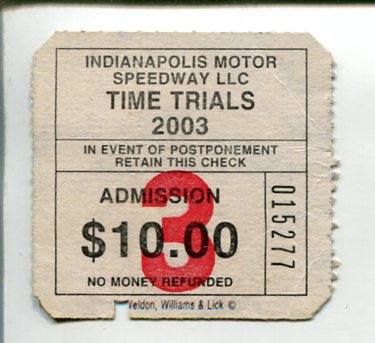 INDIANAPOLIS MOTOR
SPEEDWAY LLC
TIME TRIALS
2003
IN EVENT OF POSTPONEMENT
RETAIN THIS CHECK
ADMISSION
3
$10.00
NO MONEY REFUNDED
015277
Weldon, Williams & Lick ©